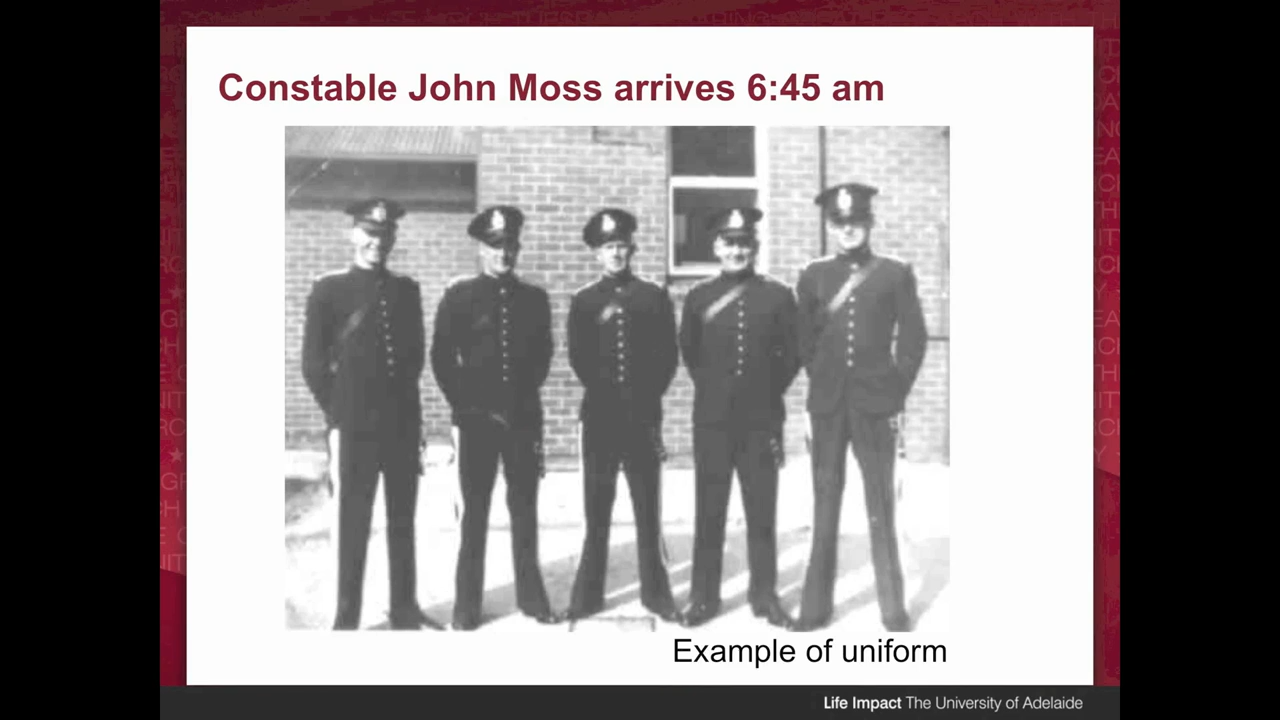 Constable John Moss arrives 6:45 am
Example of uniform
Life Impact The University of Adelaide